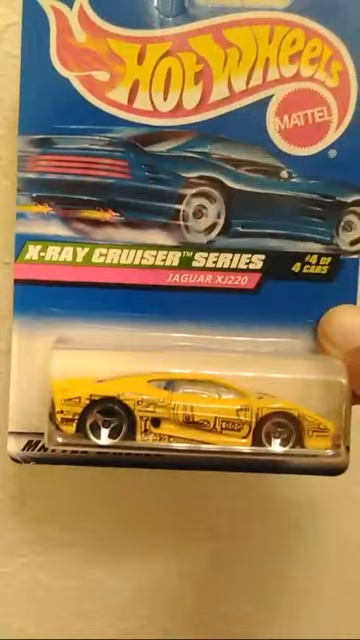 HOT WHEELS
MATTEL
®
X-RAY CRUISER™ SERIES
JAGUAR XJ220
#4 OF
4 CARS